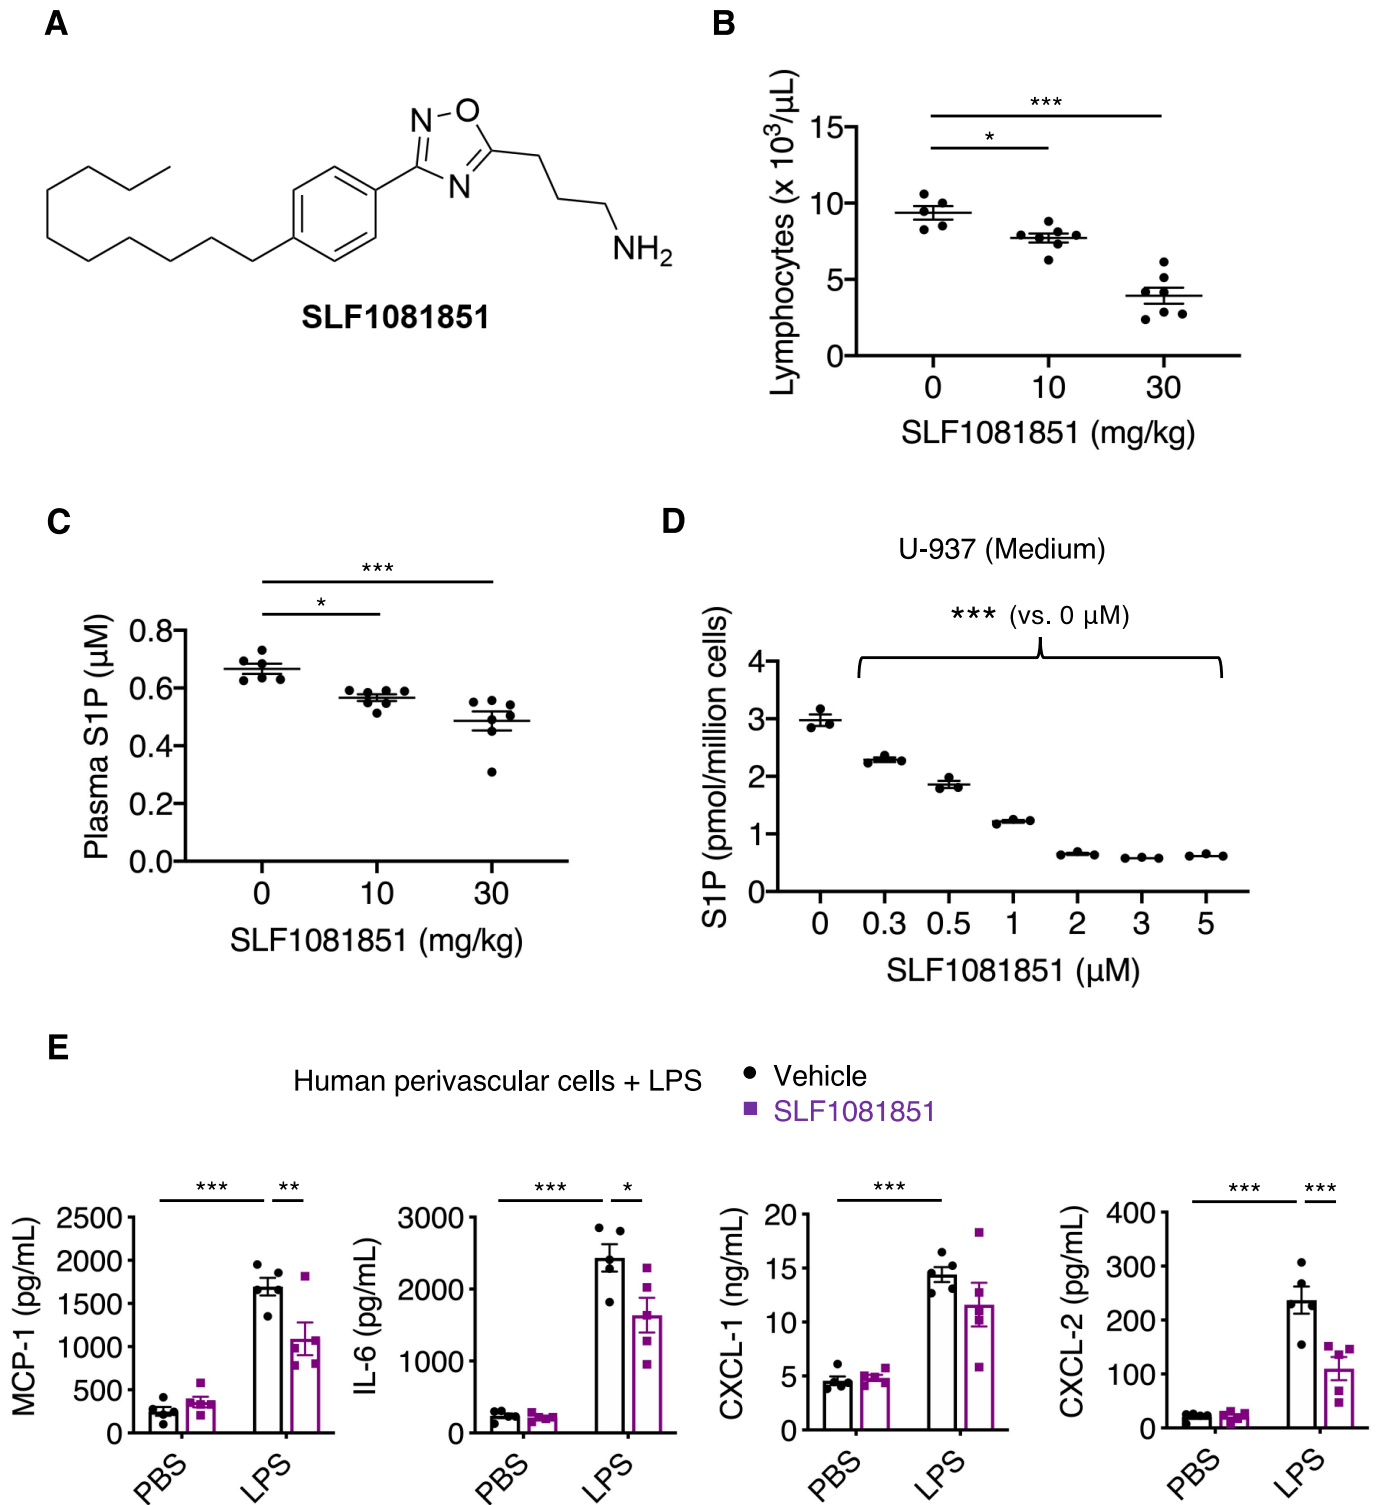 A
N
O
N
NH2
SLF1081851
B
***
*
Lymphocytes (x 10³/µL)
15
10
5
0
0 10 30
SLF1081851 (mg/kg)
C
***
*
Plasma S1P (µM)
0.8
0.6
0.4
0.2
0.0
0 10 30
SLF1081851 (mg/kg)
D
U-937 (Medium)
*** (vs. 0 µM)
S1P (pmol/million cells)
4
3
2
1
0
0 0.3 0.5 1 2 3 5
SLF1081851 (µM)
E
Human perivascular cells + LPS
Vehicle
SLF1081851
*** **
MCP-1 (pg/mL)
2500
2000
1500
1000
500
0
PBS LPS
*** *
IL-6 (pg/mL)
3000
2000
1000
0
PBS LPS
***
CXCL-1 (ng/mL)
20
15
10
5
0
PBS LPS
*** ***
CXCL-2 (pg/mL)
400
300
200
100
0
PBS LPS